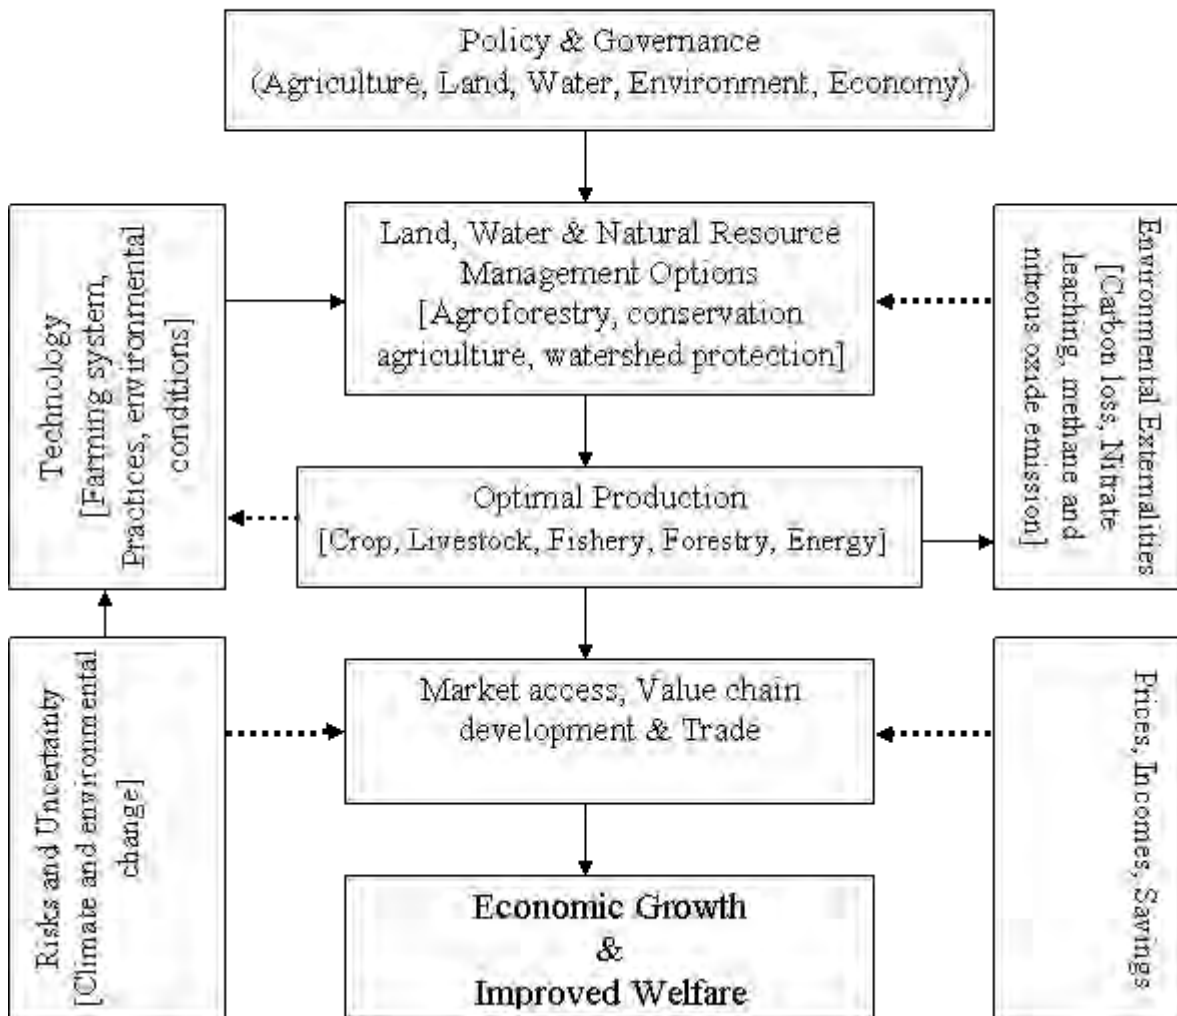 Policy & Governance
(Agriculture, Land, Water, Environment, Economy)
Technology
[Farming system,
Practices, environmental
conditions]
Land, Water & Natural Resource
Management Options
[Agroforestry, conservation
agriculture, watershed protection]
Environmental Externalities
[Carbon loss, Nitrate
leaching, methane and
nitrous oxide emission]
Optimal Production
[Crop, Livestock, Fishery, Forestry, Energy]
Risks and Uncertainty
[Climate and environmental
change]
Market access, Value chain
development & Trade
Prices, Incomes, Savings
Economic Growth
&
Improved Welfare